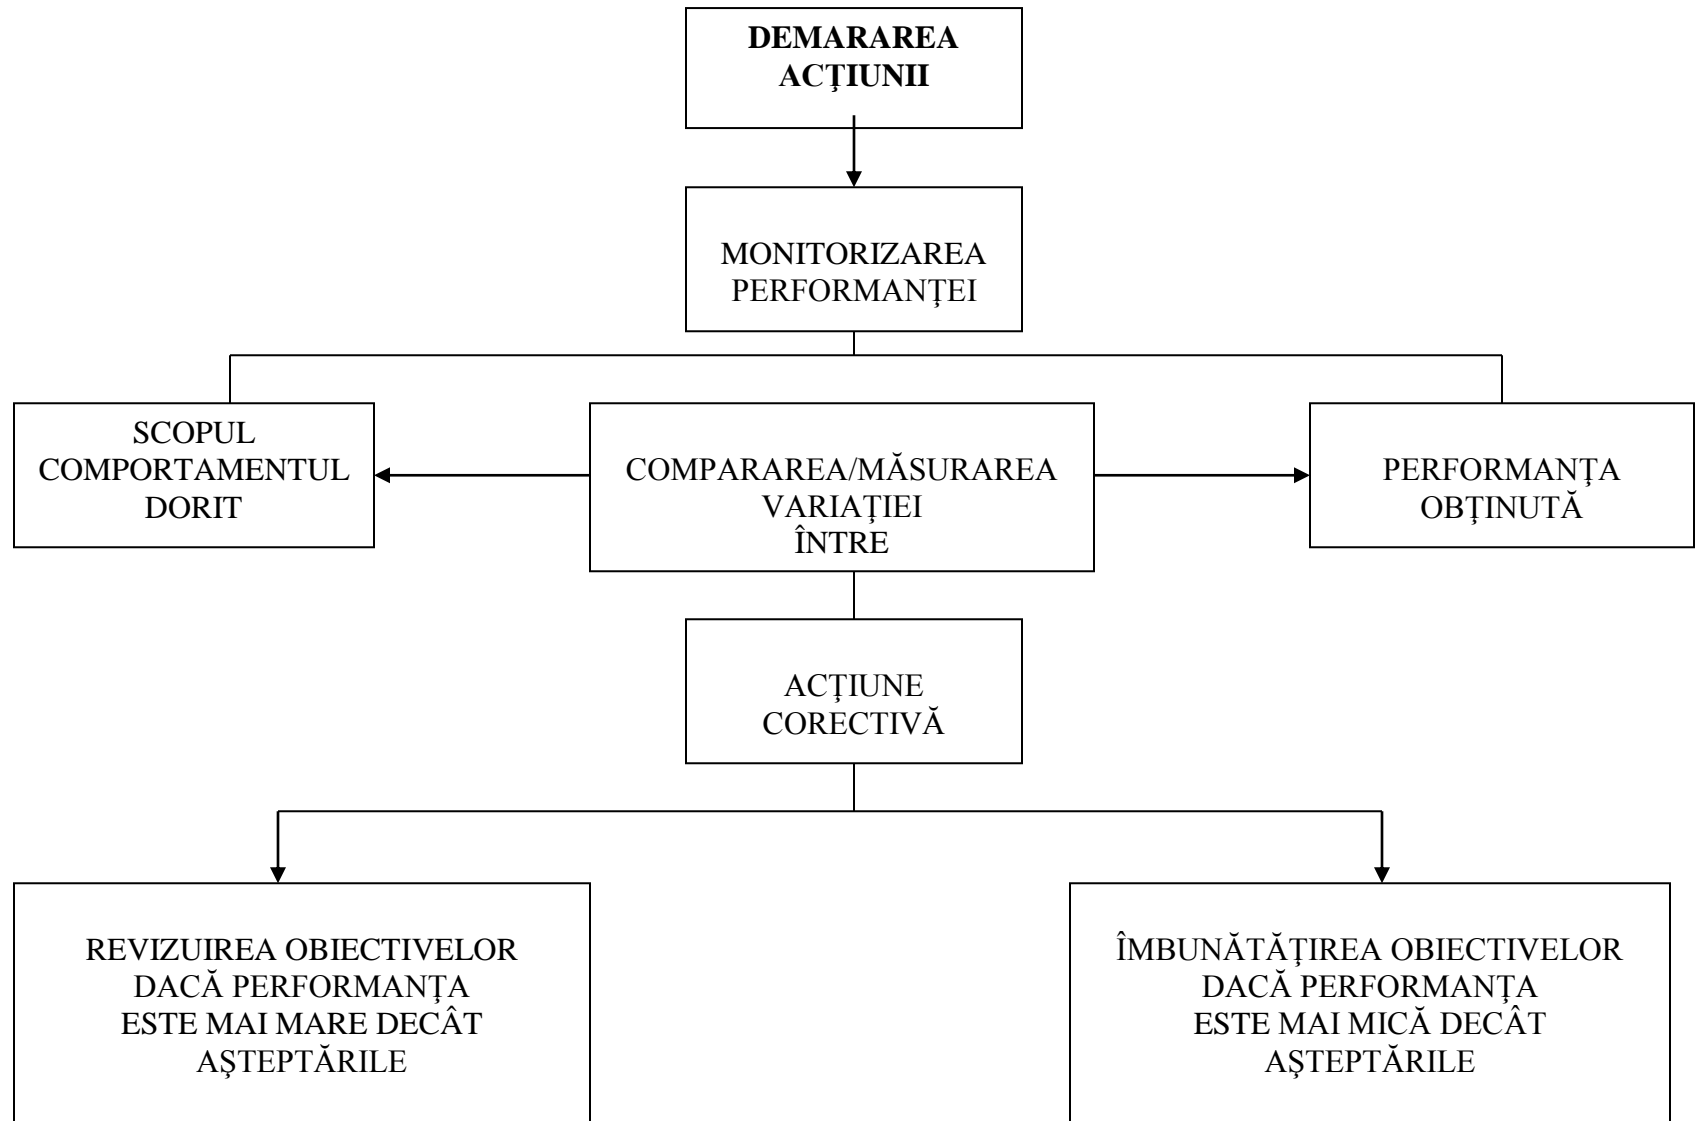 DEMARAREA
ACŢIUNII
MONITORIZAREA
PERFORMANŢEI
SCOPUL
COMPORTAMENTUL
DORIT
COMPARAREA/MĂSURAREA
VARIAŢIEI
ÎNTRE
PERFORMANŢA
OBŢINUTĂ
ACŢIUNE
CORECTIVĂ
REVIZUIREA OBIECTIVELOR
DACĂ PERFORMANŢA
ESTE MAI MARE DECÂT
AŞTEPTĂRILE
ÎMBUNĂTĂŢIREA OBIECTIVELOR
DACĂ PERFORMANŢA
ESTE MAI MICĂ DECÂT
AŞTEPTĂRILE